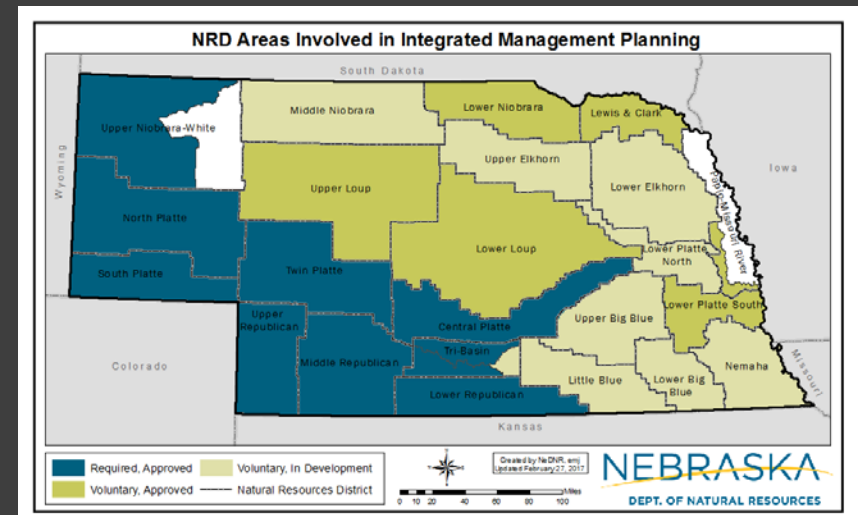 NRD Areas Involved in Integrated Management Planning
South Dakota
Wyoming
Iowa
Colorado
Kansas
Missouri
Upper Niobrara-White
Middle Niobrara
Lower Niobrara
Lewis & Clark
Upper Elkhorn
Lower Elkhorn
Papio-Missouri River
North Platte
Upper Loup
Lower Loup
Lower Platte
North
South Platte
Twin Platte
Central Platte
Lower Platte South
Upper
Republican
Upper Big Blue
Middle Republican
Tri-Basin
Nemaha
Lower Republican
Little Blue
Lower Big
Blue
Required, Approved
Voluntary, In Development
Voluntary, Approved
Natural Resources District
Created by NeDNR, emj
Updated February 27, 2017
0 10 20 40 60 80 100
Miles
NEBRASKA
DEPT. OF NATURAL RESOURCES